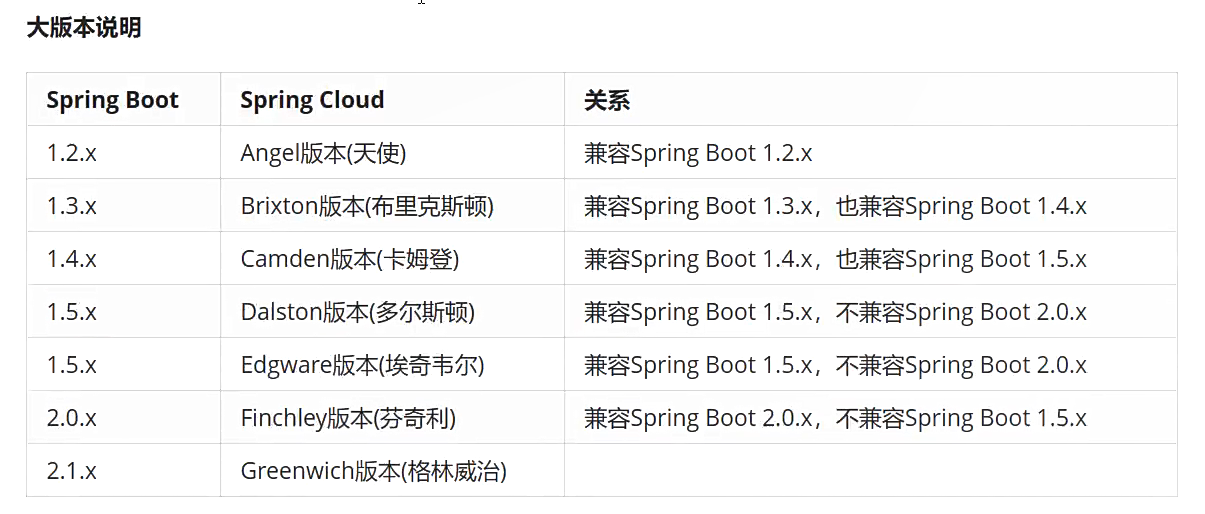 大版本说明
Spring Boot Spring Cloud 关系
1.2.x Angel版本(天使) 兼容Spring Boot 1.2.x
1.3.x Brixton版本(布里克斯顿) 兼容Spring Boot 1.3.x，也兼容Spring Boot 1.4.x
1.4.x Camden版本(卡姆登) 兼容Spring Boot 1.4.x，也兼容Spring Boot 1.5.x
1.5.x Dalston版本(多尔斯顿) 兼容Spring Boot 1.5.x，不兼容Spring Boot 2.0.x
1.5.x Edgware版本(埃奇韦尔) 兼容Spring Boot 1.5.x，不兼容Spring Boot 2.0.x
2.0.x Finchley版本(芬奇利) 兼容Spring Boot 2.0.x，不兼容Spring Boot 1.5.x
2.1.x Greenwich版本(格林威治)